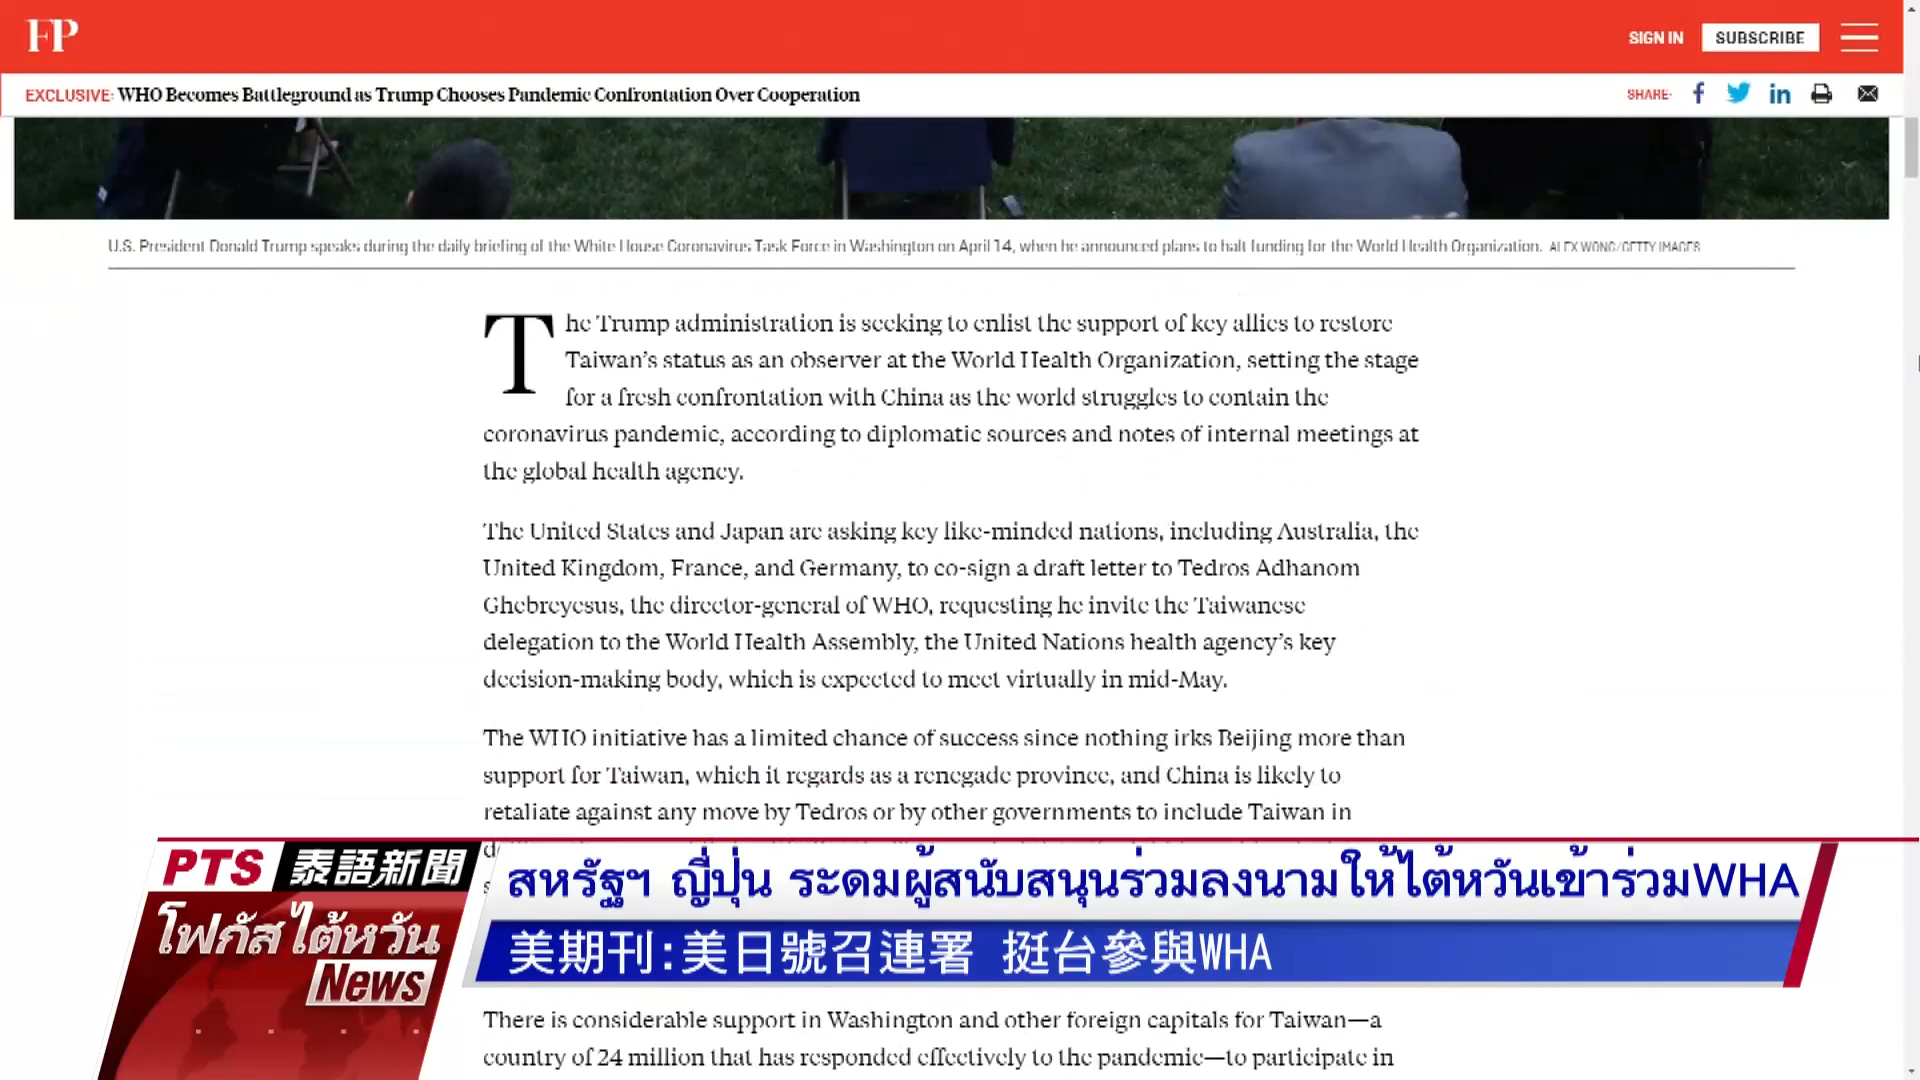 FP
SIGN IN
SUBSCRIBE
EXCLUSIVE: WHO Becomes Battleground as Trump Chooses Pandemic Confrontation Over Cooperation
SHARE:
U.S. President Donald Trump speaks during the daily briefing of the White House Coronavirus Task Force in Washington on April 14, when he announced plans to halt funding for the World Health Organization. ALEX WONG/GETTY IMAGES
The Trump administration is seeking to enlist the support of key allies to restore
Taiwan’s status as an observer at the World Health Organization, setting the stage
for a fresh confrontation with China as the world struggles to contain the
coronavirus pandemic, according to diplomatic sources and notes of internal meetings at
the global health agency.
The United States and Japan are asking key like-minded nations, including Australia, the
United Kingdom, France, and Germany, to co-sign a draft letter to Tedros Adhanom
Ghebreyesus, the director-general of WHO, requesting he invite the Taiwanese
delegation to the World Health Assembly, the United Nations health agency’s key
decision-making body, which is expected to meet virtually in mid-May.
The WHO initiative has a limited chance of success since nothing irks Beijing more than
support for Taiwan, which it regards as a renegade province, and China is likely to
retaliate against any move by Tedros or by other governments to include Taiwan in
PTS 泰語新聞
สหรัฐฯ ญี่ปุ่น ระดมผู้สนับสนุนร่วมลงนามให้ไต้หวันเข้าร่วมWHA
โฟกัสไต้หวัน
News
美期刊:美日號召連署 挺台參與WHA
There is considerable support in Washington and other foreign capitals for Taiwan—a
country of 24 million that has responded effectively to the pandemic—to participate in